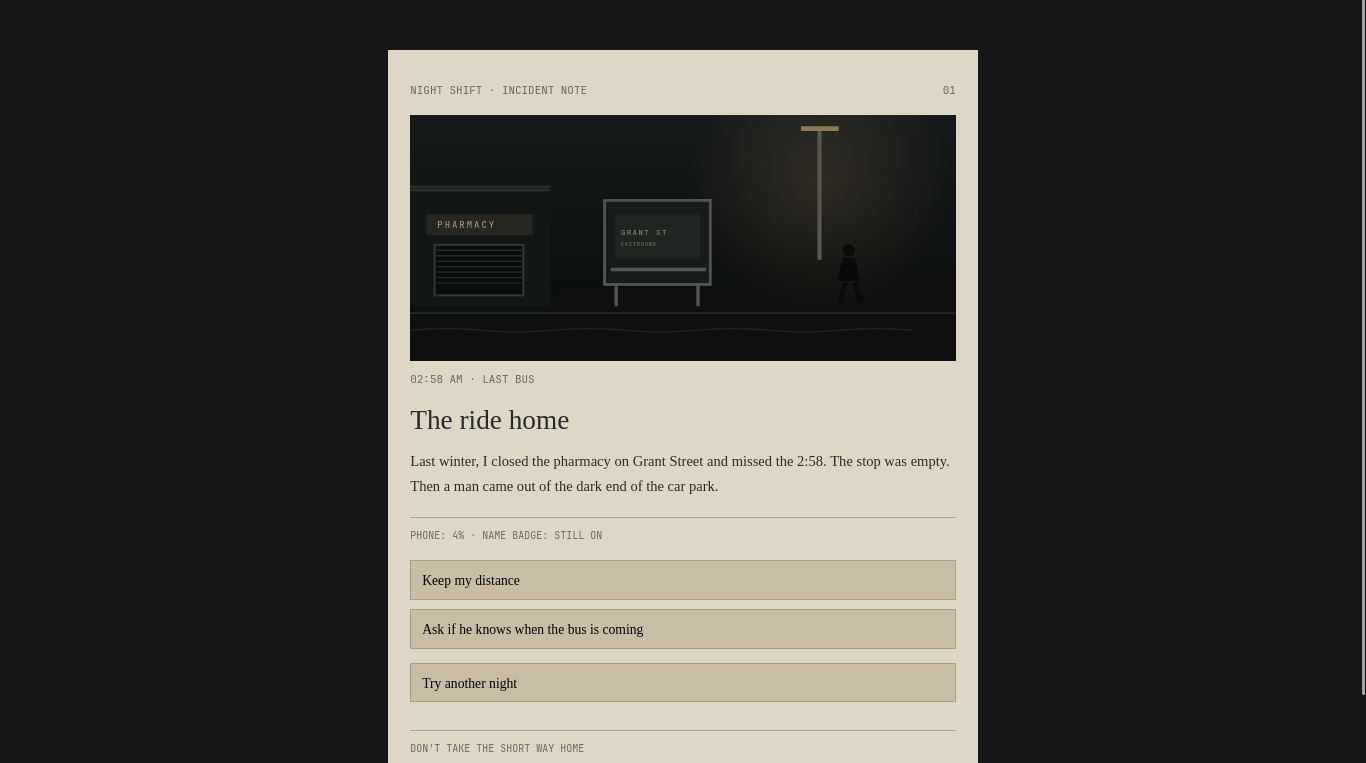 NIGHT SHIFT · INCIDENT NOTE
01
PHARMACY
GRANT ST
EASTBOUND
02:58 AM · LAST BUS
The ride home
Last winter, I closed the pharmacy on Grant Street and missed the 2:58. The stop was empty.
Then a man came out of the dark end of the car park.
PHONE: 4% · NAME BADGE: STILL ON
Keep my distance
Ask if he knows when the bus is coming
Try another night
DON'T TAKE THE SHORT WAY HOME